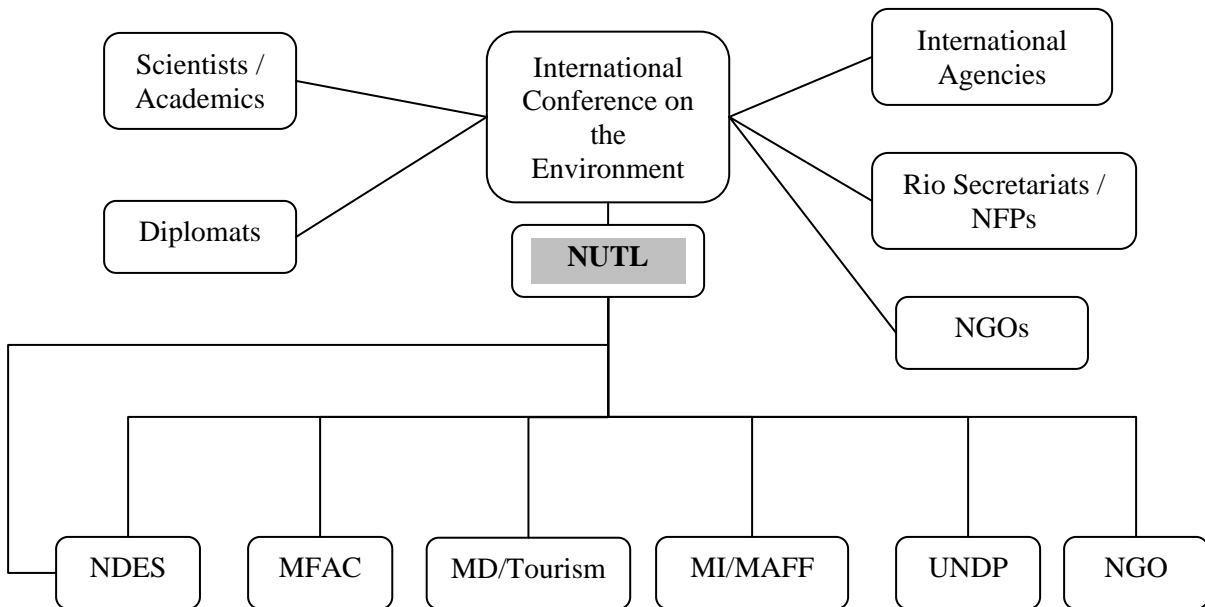 Scientists /
Academics
International
Conference on
the
Environment
International
Agencies
Diplomats
Rio Secretariats /
NFPs
NUTL
NGOs
NDES
MFAC
MD/Tourism
MI/MAFF
UNDP
NGO